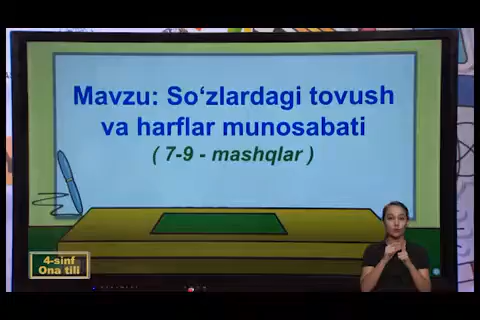 Mavzu: So‘zlardagi tovush
va harflar munosabati
( 7-9 - mashqlar )
4-sinf
Ona tili